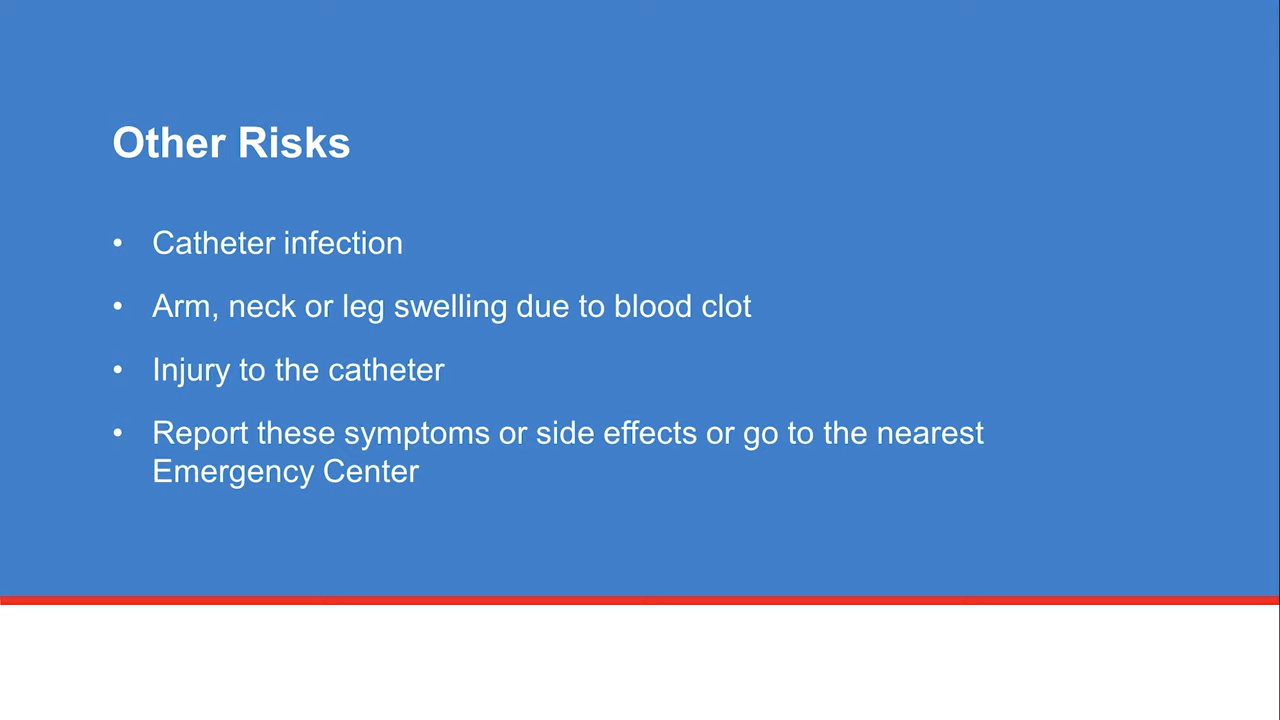 Other Risks
• Catheter infection
• Arm, neck or leg swelling due to blood clot
• Injury to the catheter
• Report these symptoms or side effects or go to the nearest
Emergency Center